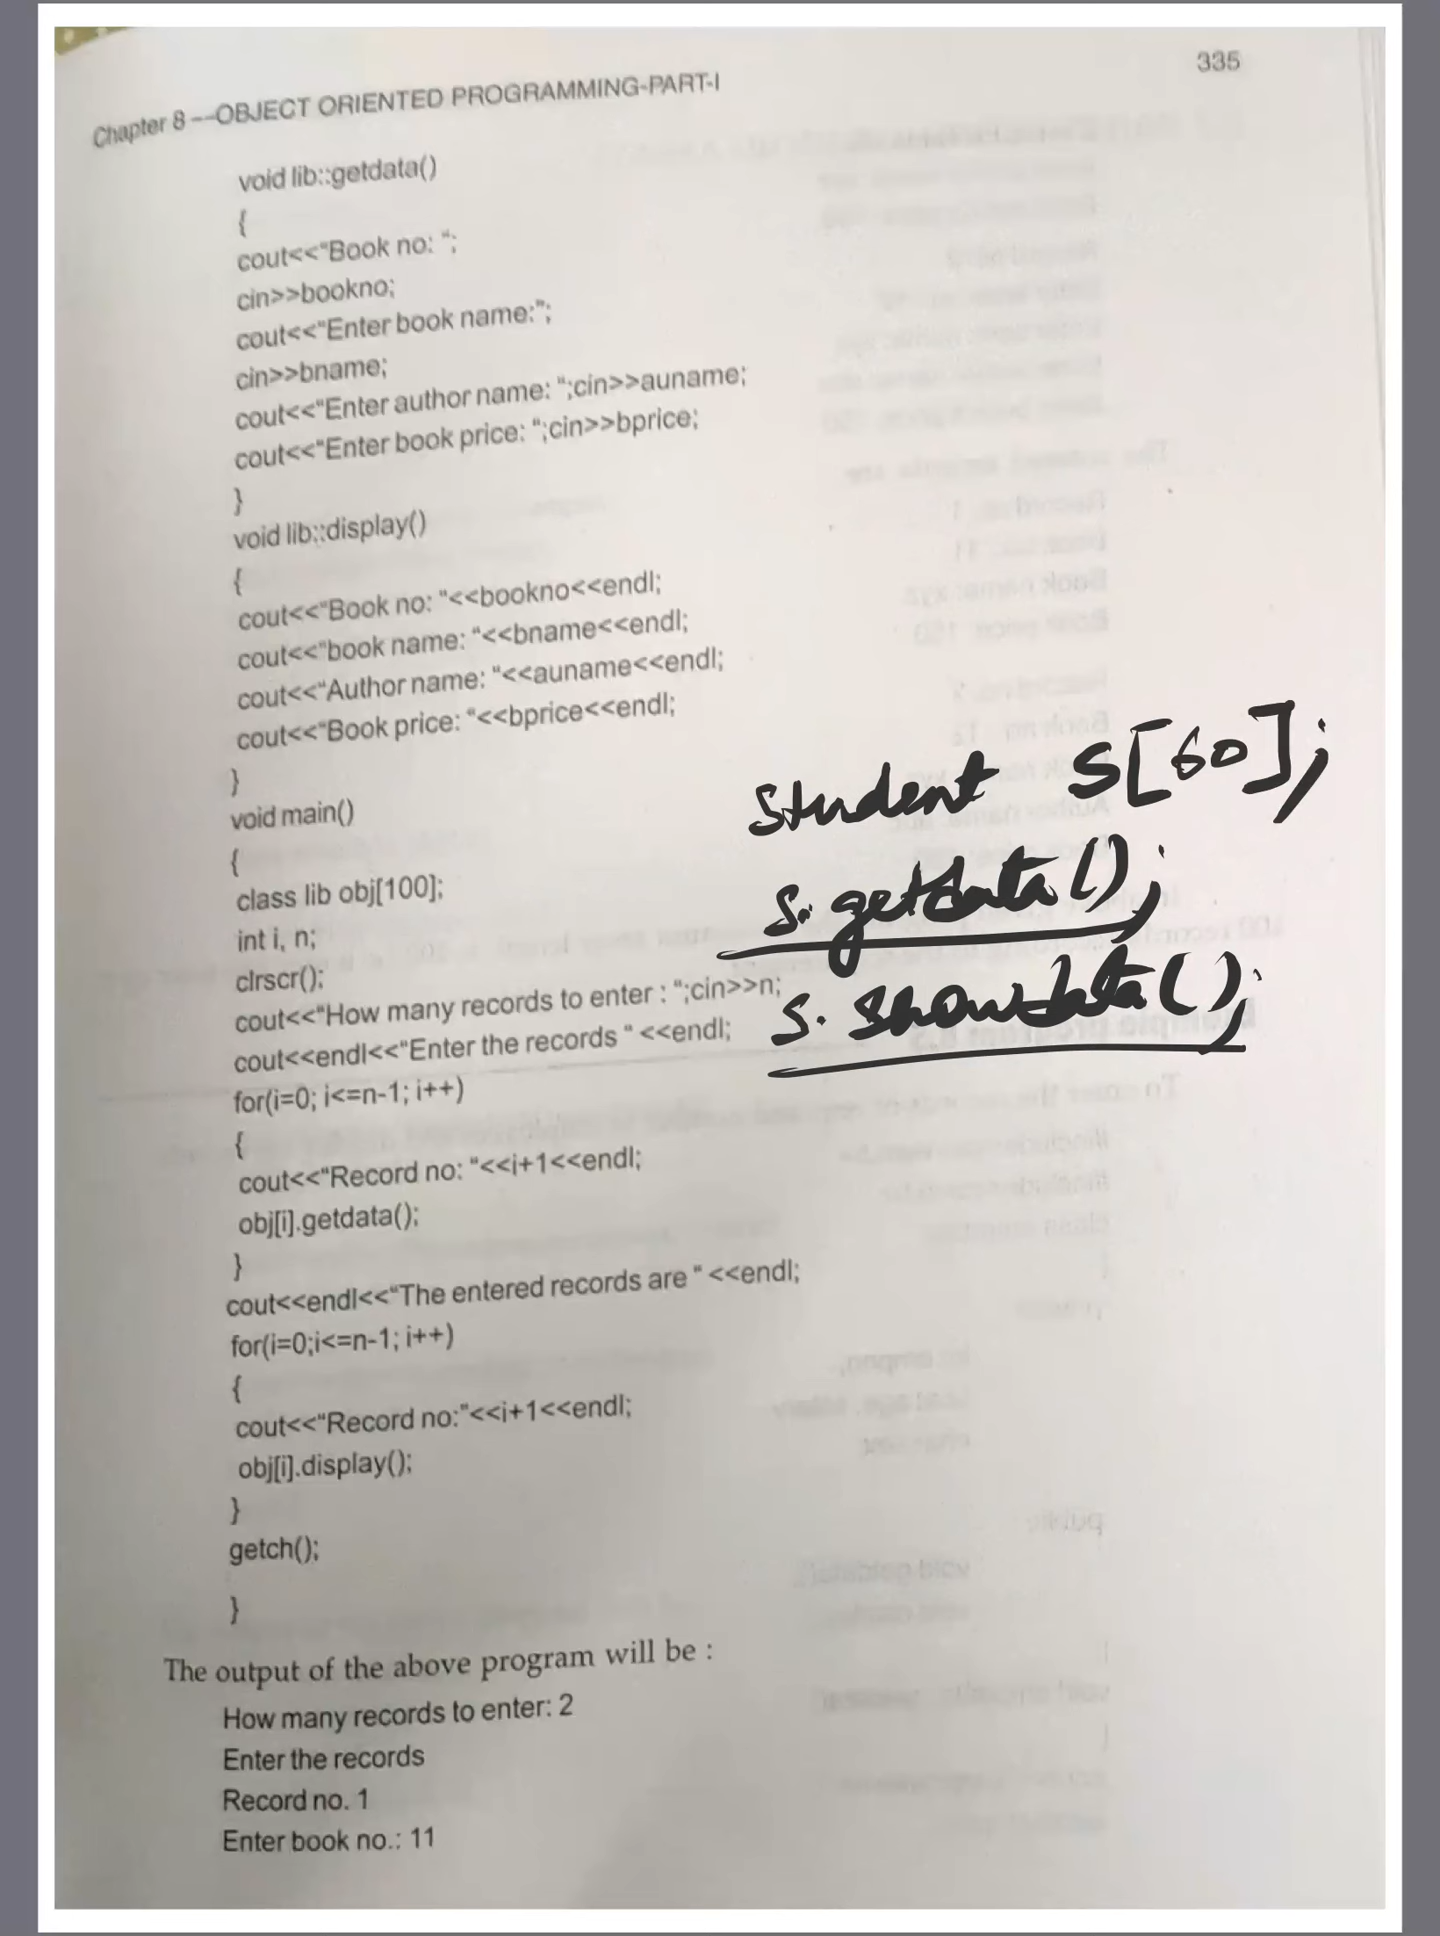 Chapter 8 --OBJECT ORIENTED PROGRAMMING-PART-I
335
void lib::getdata()
{
cout<<"Book no: ";
cin>>bookno;
cout<<"Enter book name:";
cin>>bname;
cout<<"Enter author name: ";cin>>auname;
cout<<"Enter book price: ";cin>>bprice;
}
void lib::display()
{
cout<<"Book no: "<<bookno<<endl;
cout<<"book name: "<<bname<<endl;
cout<<"Author name: "<<auname<<endl;
cout<<"Book price: "<<bprice<<endl;
}
void main()
{
class lib obj[100];
int i, n;
clrscr();
cout<<"How many records to enter : ";cin>>n;
cout<<endl<<"Enter the records " <<endl;
for(i=0; i<=n-1; i++)
{
cout<<"Record no: "<<i+1<<endl;
obj[i].getdata();
}
cout<<endl<<"The entered records are " <<endl;
for(i=0;i<=n-1; i++)
{
cout<<"Record no:"<<i+1<<endl;
obj[i].display();
}
getch();
}
The output of the above program will be :
How many records to enter: 2
Enter the records
Record no. 1
Enter book no.: 11
Student S[60];
S. getdata();
S. showdata();